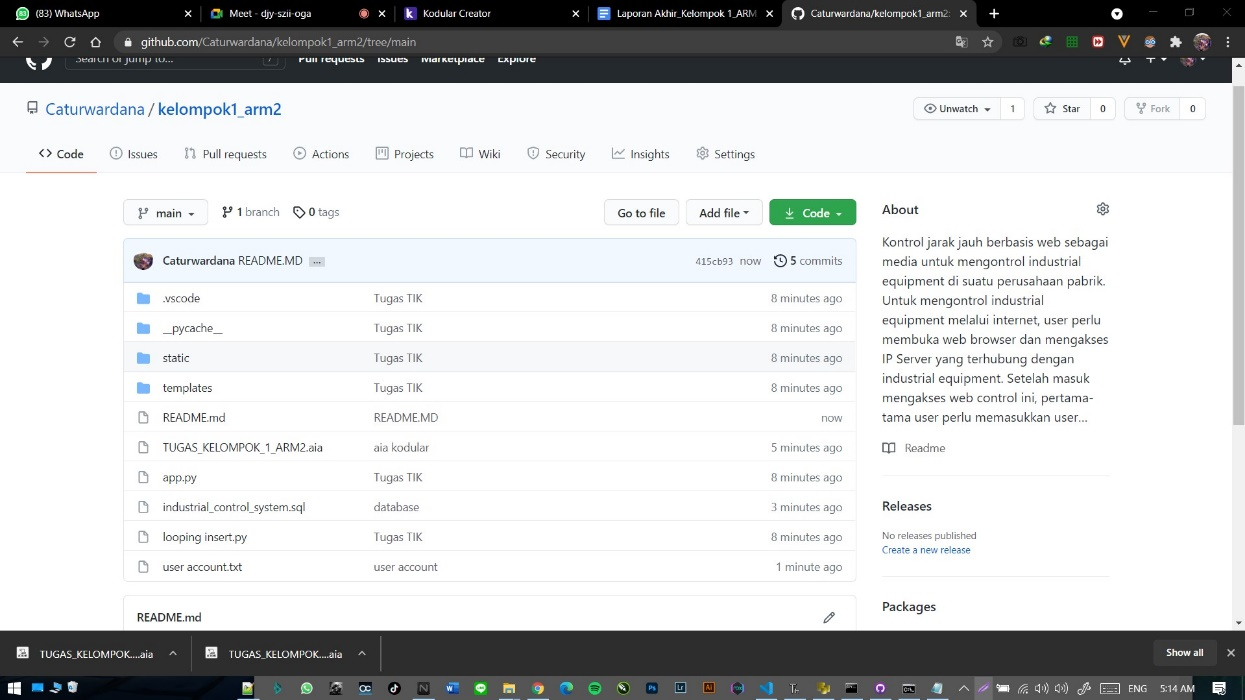 (83) WhatsApp
Meet - djy-szii-oga
Kodular Creator
Laporan Akhir_Kelompok 1_ARM
Caturwardana/kelompok1_arm2:
github.com/Caturwardana/kelompok1_arm2/tree/main
Search or jump to...
/
Pull requests
Issues
Marketplace
Explore
Caturwardana / kelompok1_arm2
Unwatch
1
Star
0
Fork
0
Code
Issues
Pull requests
Actions
Projects
Wiki
Security
Insights
Settings
main
1 branch
0 tags
Go to file
Add file
Code
Caturwardana README.MD ...
415cb93 now
5 commits
.vscode Tugas TIK 8 minutes ago
__pycache__ Tugas TIK 8 minutes ago
static Tugas TIK 8 minutes ago
templates Tugas TIK 8 minutes ago
README.md README.MD now
TUGAS_KELOMPOK_1_ARM2.aia aia kodular 5 minutes ago
app.py Tugas TIK 8 minutes ago
industrial_control_system.sql database 3 minutes ago
looping insert.py Tugas TIK 8 minutes ago
user account.txt user account 1 minute ago
README.md
About
Kontrol jarak jauh berbasis web sebagai
media untuk mengontrol industrial
equipment di suatu perusahaan pabrik.
Untuk mengontrol industrial
equipment melalui internet, user perlu
membuka web browser dan mengakses
IP Server yang terhubung dengan
industrial equipment. Setelah masuk
mengakses web control ini, pertama-
tama user perlu memasukkan user...
Readme
Releases
No releases published
Create a new release
Packages
TUGAS_KELOMPOK....aia
TUGAS_KELOMPOK....aia
Show all
ENG
5:14 AM